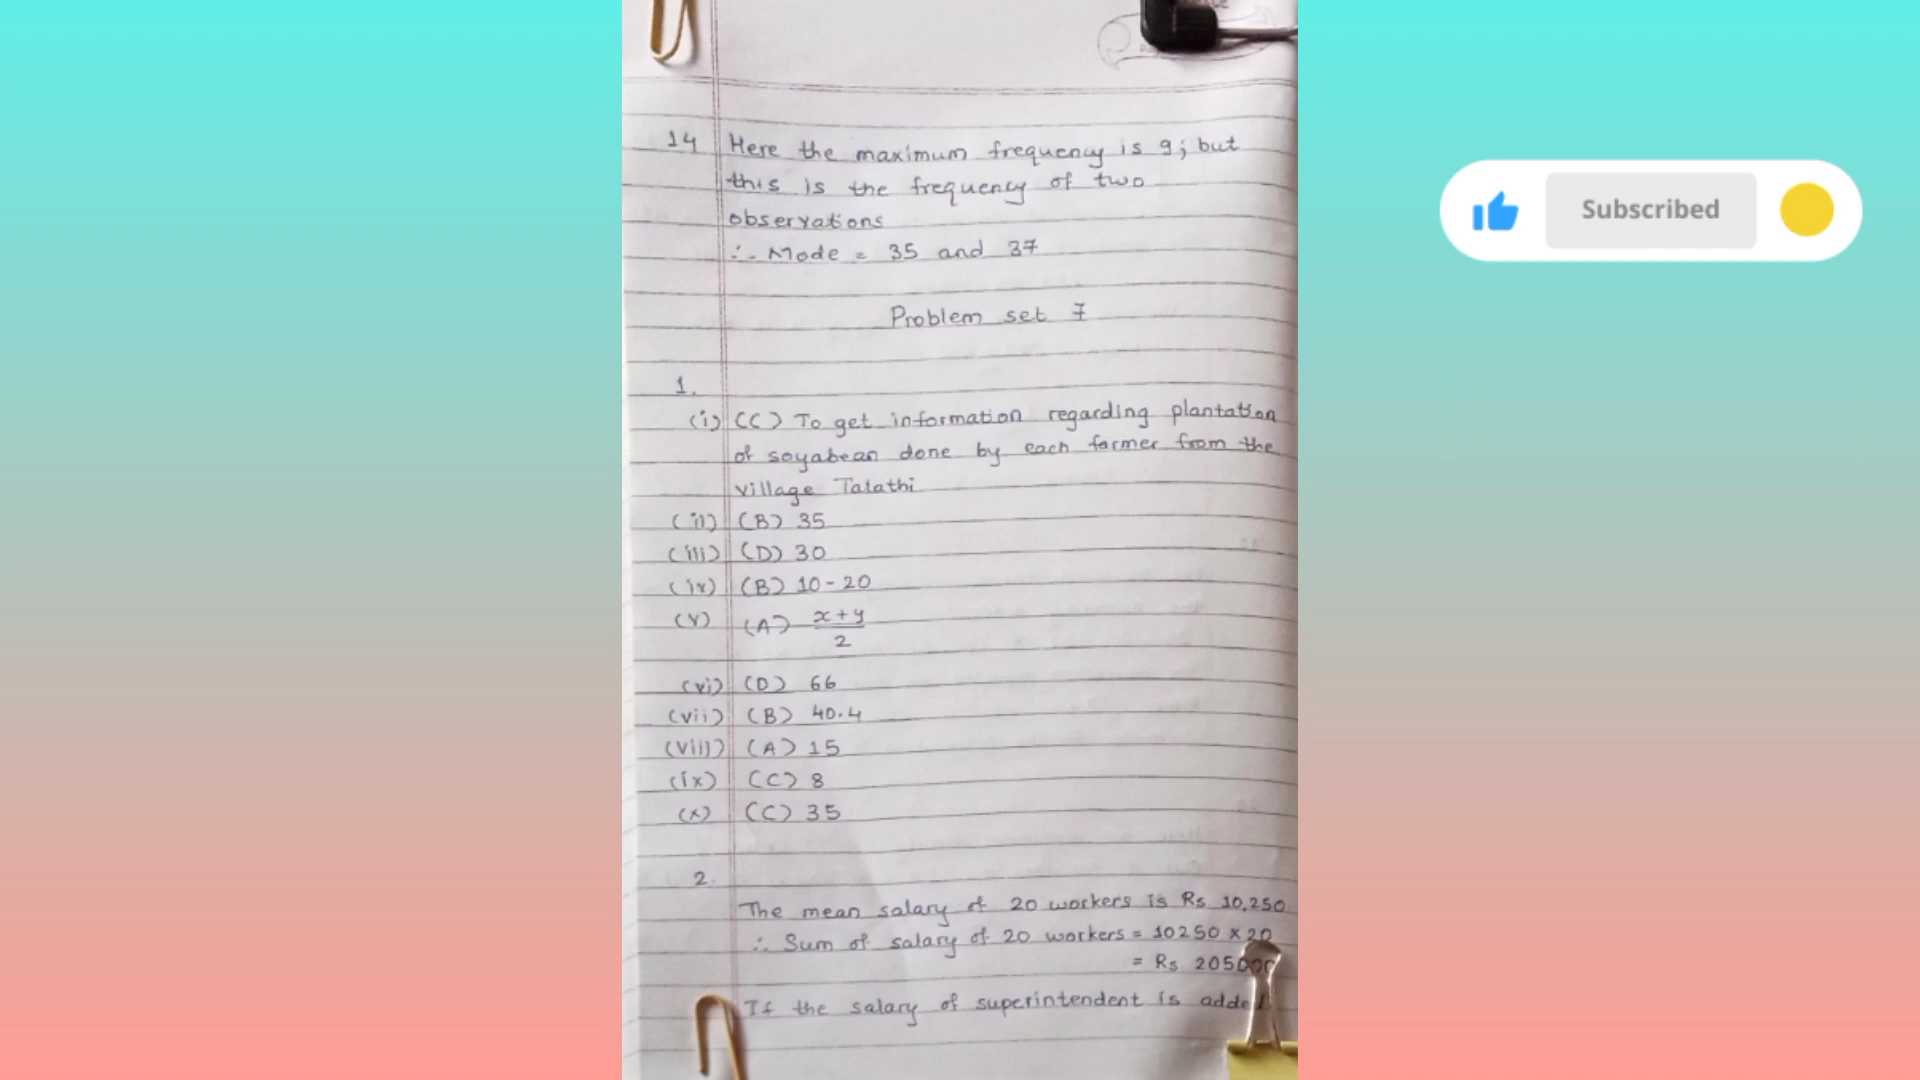 14 Here the maximum frequency is 9; but
this is the frequency of two
observations
∴ Mode = 35 and 37
Problem set 7
1.
(i) (C) To get information regarding plantation
of soyabean done by each farmer from the
village Talathi
(ii) (B) 35
(iii) (D) 30
(iv) (B) 10-20
(v) (A) x+y/2
(vi) (D) 66
(vii) (B) 40.4
(viii) (A) 15
(ix) (C) 8
(x) (C) 35
2.
The mean salary of 20 workers is Rs 10,250
∴ Sum of salary of 20 workers = 10250 × 20
= Rs 205000
If the salary of superintendent is added
Subscribed